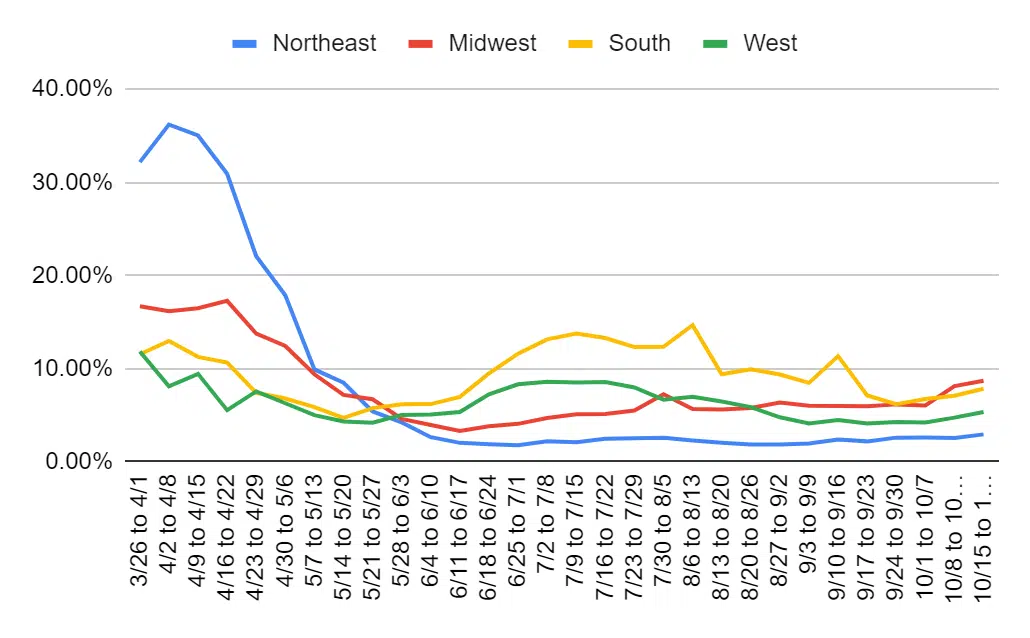 Northeast Midwest South West
40.00%
30.00%
20.00%
10.00%
0.00%
3/26 to 4/1
4/2 to 4/8
4/9 to 4/15
4/16 to 4/22
4/23 to 4/29
4/30 to 5/6
5/7 to 5/13
5/14 to 5/20
5/21 to 5/27
5/28 to 6/3
6/4 to 6/10
6/11 to 6/17
6/18 to 6/24
6/25 to 7/1
7/2 to 7/8
7/9 to 7/15
7/16 to 7/22
7/23 to 7/29
7/30 to 8/5
8/6 to 8/13
8/13 to 8/20
8/20 to 8/26
8/27 to 9/2
9/3 to 9/9
9/10 to 9/16
9/17 to 9/23
9/24 to 9/30
10/1 to 10/7
10/8 to 10…
10/15 to 1…